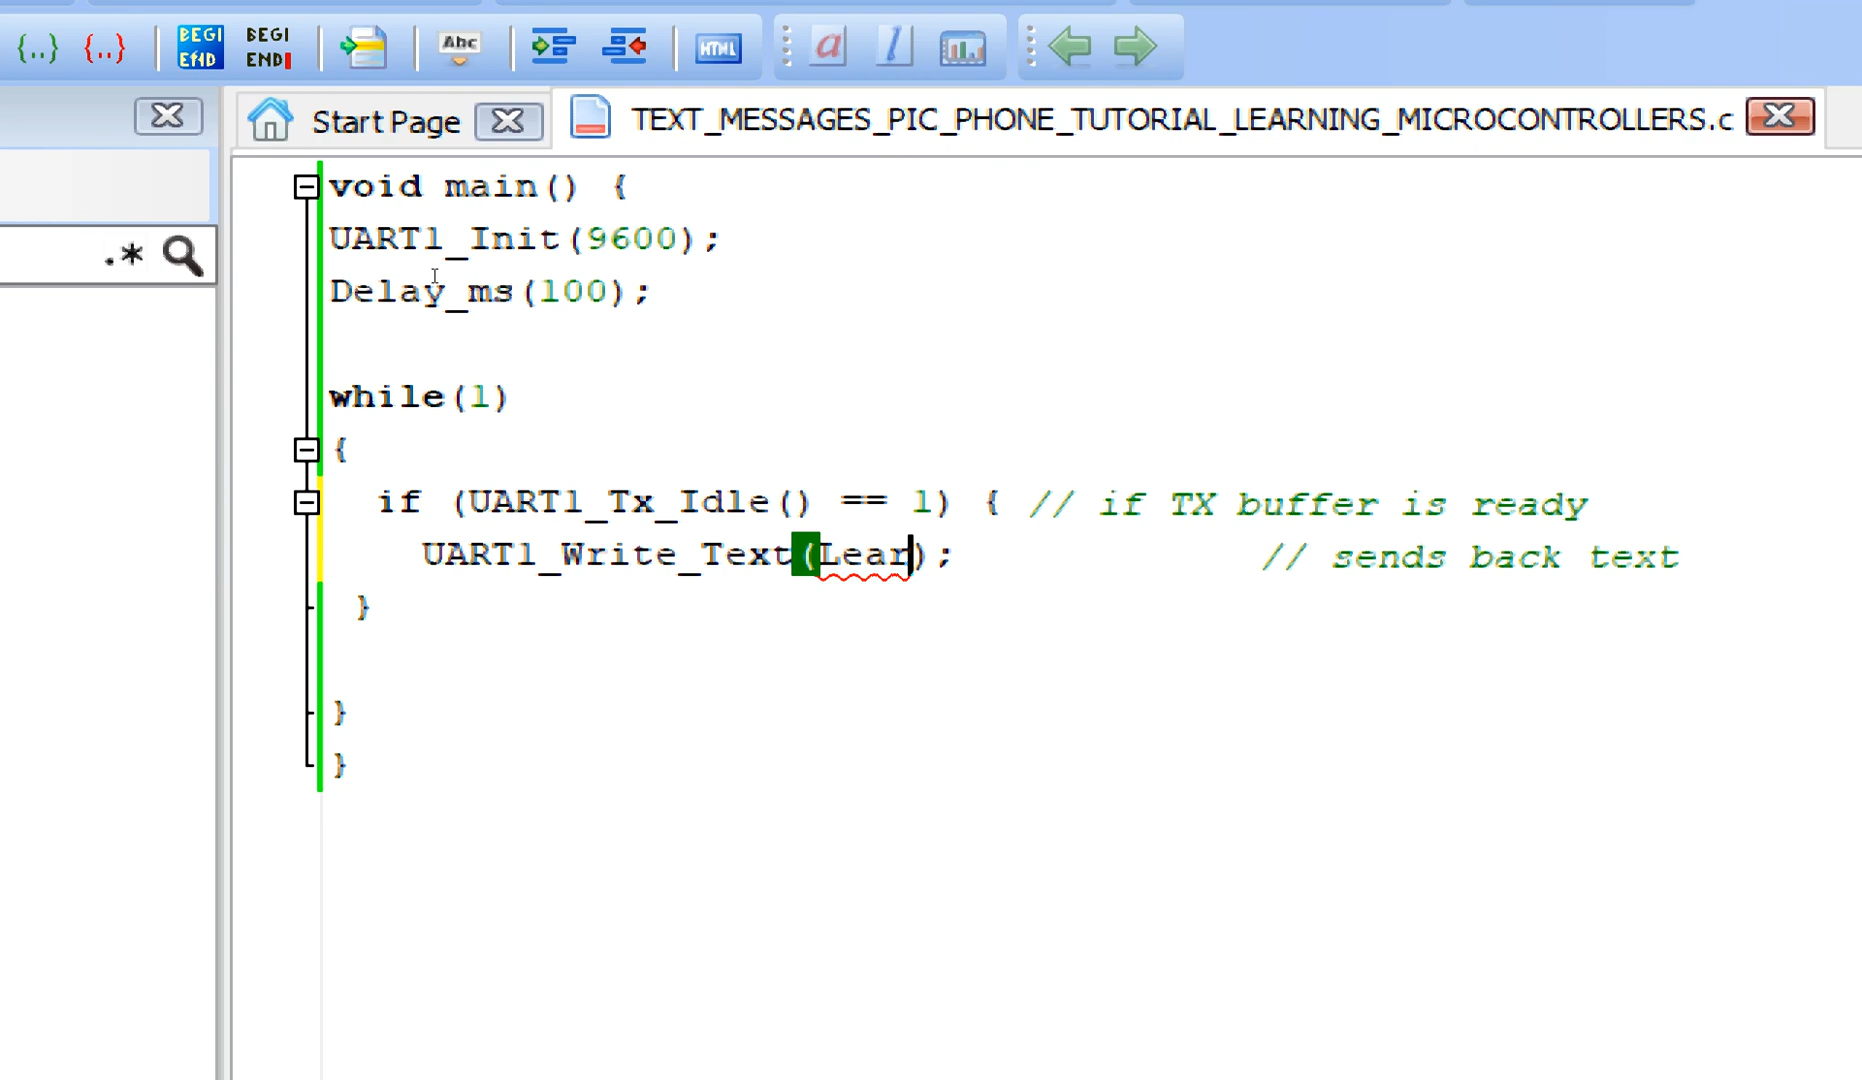 {..} {..} BEGI END BEGI END Abc HTML a l
Start Page TEXT_MESSAGES_PIC_PHONE_TUTORIAL_LEARNING_MICROCONTROLLERS.c
.*
void main() {
UART1_Init(9600);
Delay_ms(100);
while(1)
{
if (UART1_Tx_Idle() == 1) { // if TX buffer is ready
UART1_Write_Text(Lear); // sends back text
}
}
}